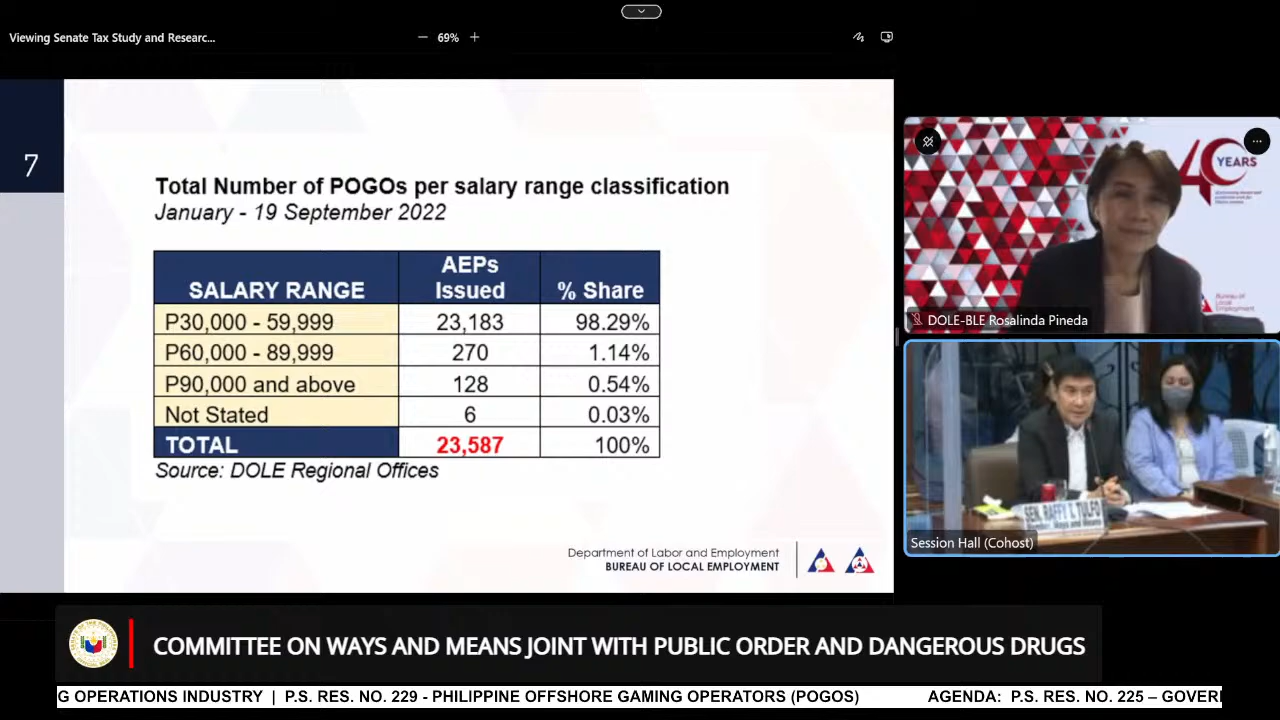 Viewing Senate Tax Study and Researc...
69%
7
Total Number of POGOs per salary range classification
January - 19 September 2022
SALARY RANGE AEPs Issued % Share
P30,000 - 59,999 23,183 98.29%
P60,000 - 89,999 270 1.14%
P90,000 and above 128 0.54%
Not Stated 6 0.03%
TOTAL 23,587 100%
Source: DOLE Regional Offices
Department of Labor and Employment
BUREAU OF LOCAL EMPLOYMENT
40 YEARS
Bureau of
Local
Employment
DOLE-BLE Rosalinda Pineda
SEN. RAFFY T. TULFO
Session Hall (Cohost)
COMMITTEE ON WAYS AND MEANS JOINT WITH PUBLIC ORDER AND DANGEROUS DRUGS
G OPERATIONS INDUSTRY | P.S. RES. NO. 229 - PHILIPPINE OFFSHORE GAMING OPERATORS (POGOS) AGENDA: P.S. RES. NO. 225 – GOVERI